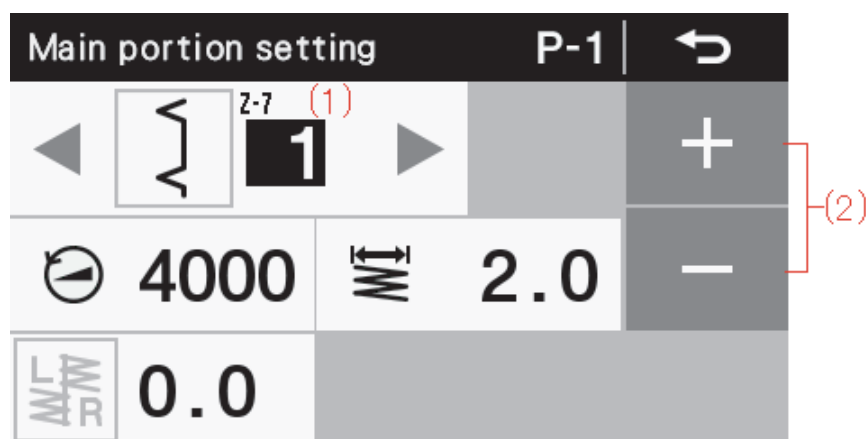 Main portion setting P-1
Z-7 (1)
1
+
(2)
4000 2.0 −
L
R 0.0